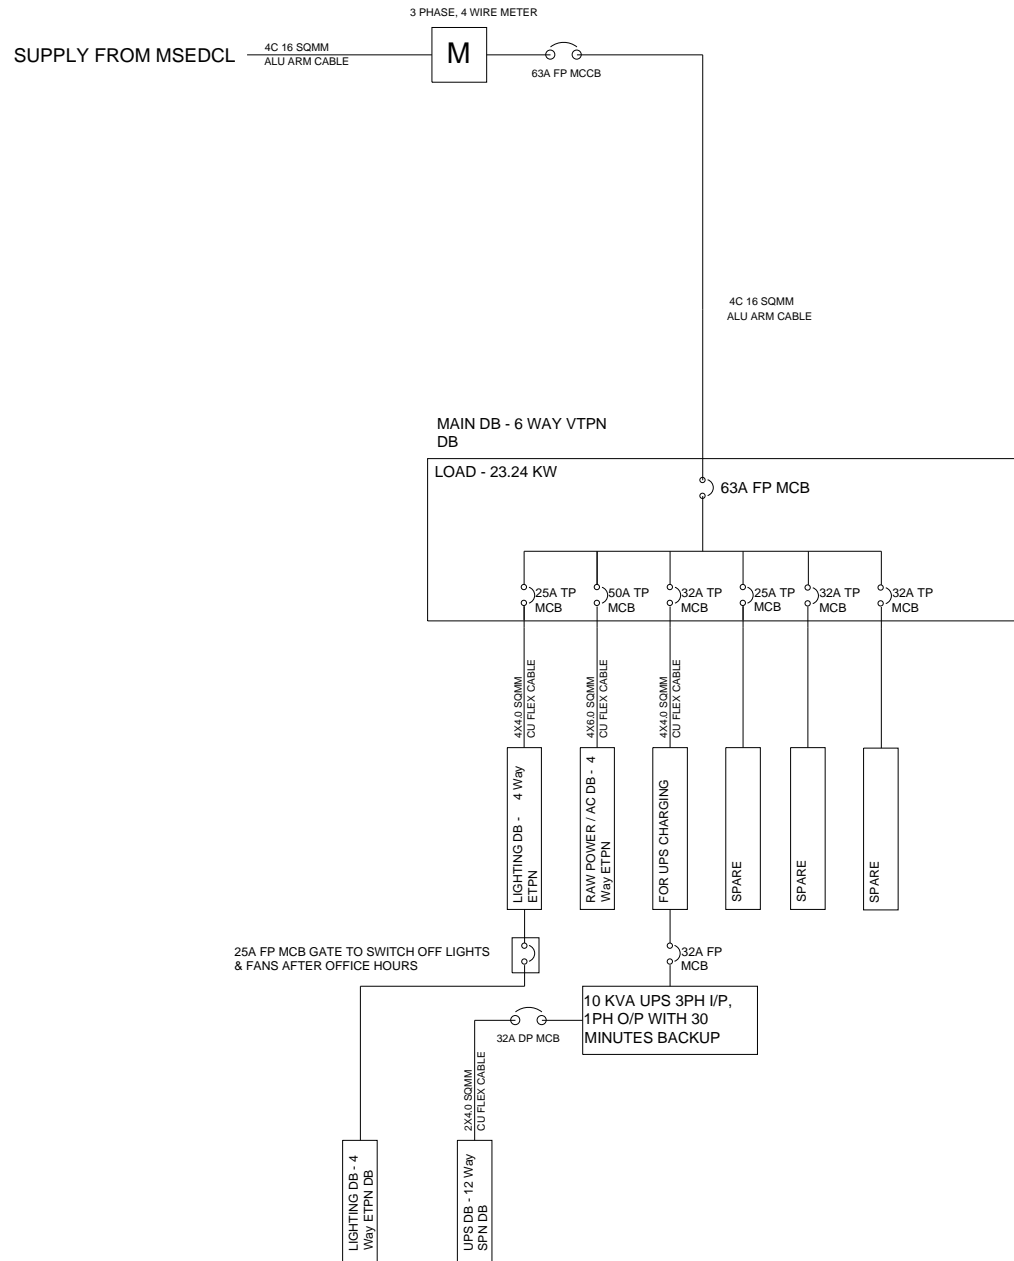 3 PHASE, 4 WIRE METER
SUPPLY FROM MSEDCL
4C 16 SQMM
ALU ARM CABLE
M
63A FP MCCB
4C 16 SQMM
ALU ARM CABLE
MAIN DB - 6 WAY VTPN
DB
LOAD - 23.24 KW
63A FP MCB
25A TP
MCB
50A TP
MCB
32A TP
MCB
25A TP
MCB
32A TP
MCB
32A TP
MCB
4X4.0 SQMM
CU FLEX CABLE
4X6.0 SQMM
CU FLEX CABLE
4X4.0 SQMM
CU FLEX CABLE
LIGHTING DB - 4 Way
ETPN
RAW POWER / AC DB - 4
Way ETPN
FOR UPS CHARGING
SPARE
SPARE
SPARE
25A FP MCB GATE TO SWITCH OFF LIGHTS
& FANS AFTER OFFICE HOURS
32A FP
MCB
10 KVA UPS 3PH I/P,
1PH O/P WITH 30
MINUTES BACKUP
32A DP MCB
2X4.0 SQMM
CU FLEX CABLE
LIGHTING DB - 4
Way ETPN DB
UPS DB - 12 Way
SPN DB